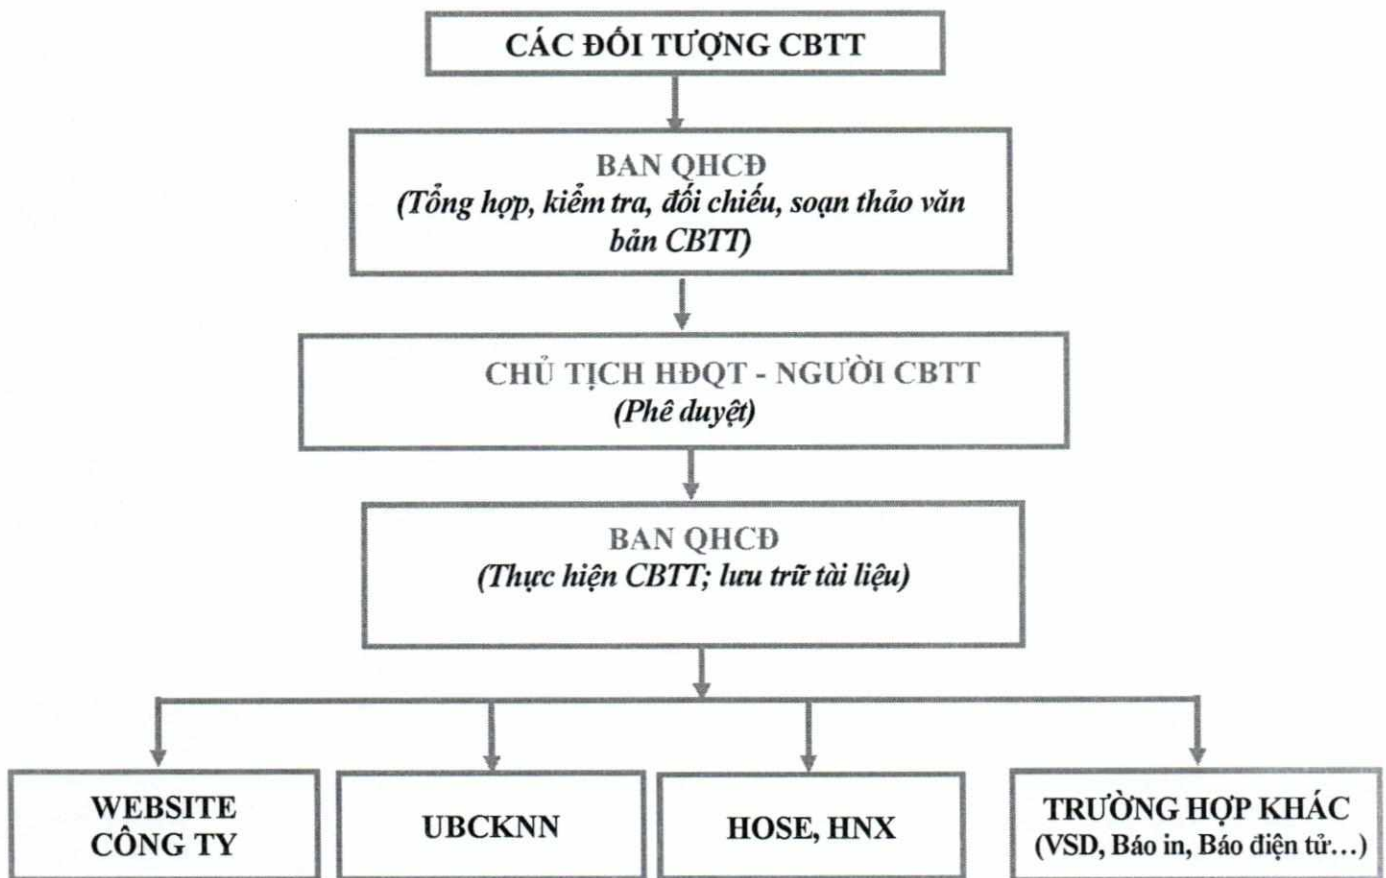 CÁC ĐỐI TƯỢNG CBTT
BAN QHCĐ
(Tổng hợp, kiểm tra, đối chiếu, soạn thảo văn
bản CBTT)
CHỦ TỊCH HĐQT - NGƯỜI CBTT
(Phê duyệt)
BAN QHCĐ
(Thực hiện CBTT; lưu trữ tài liệu)
WEBSITE
CÔNG TY
UBCKNN
HOSE, HNX
TRƯỜNG HỢP KHÁC
(VSD, Báo in, Báo điện tử…)